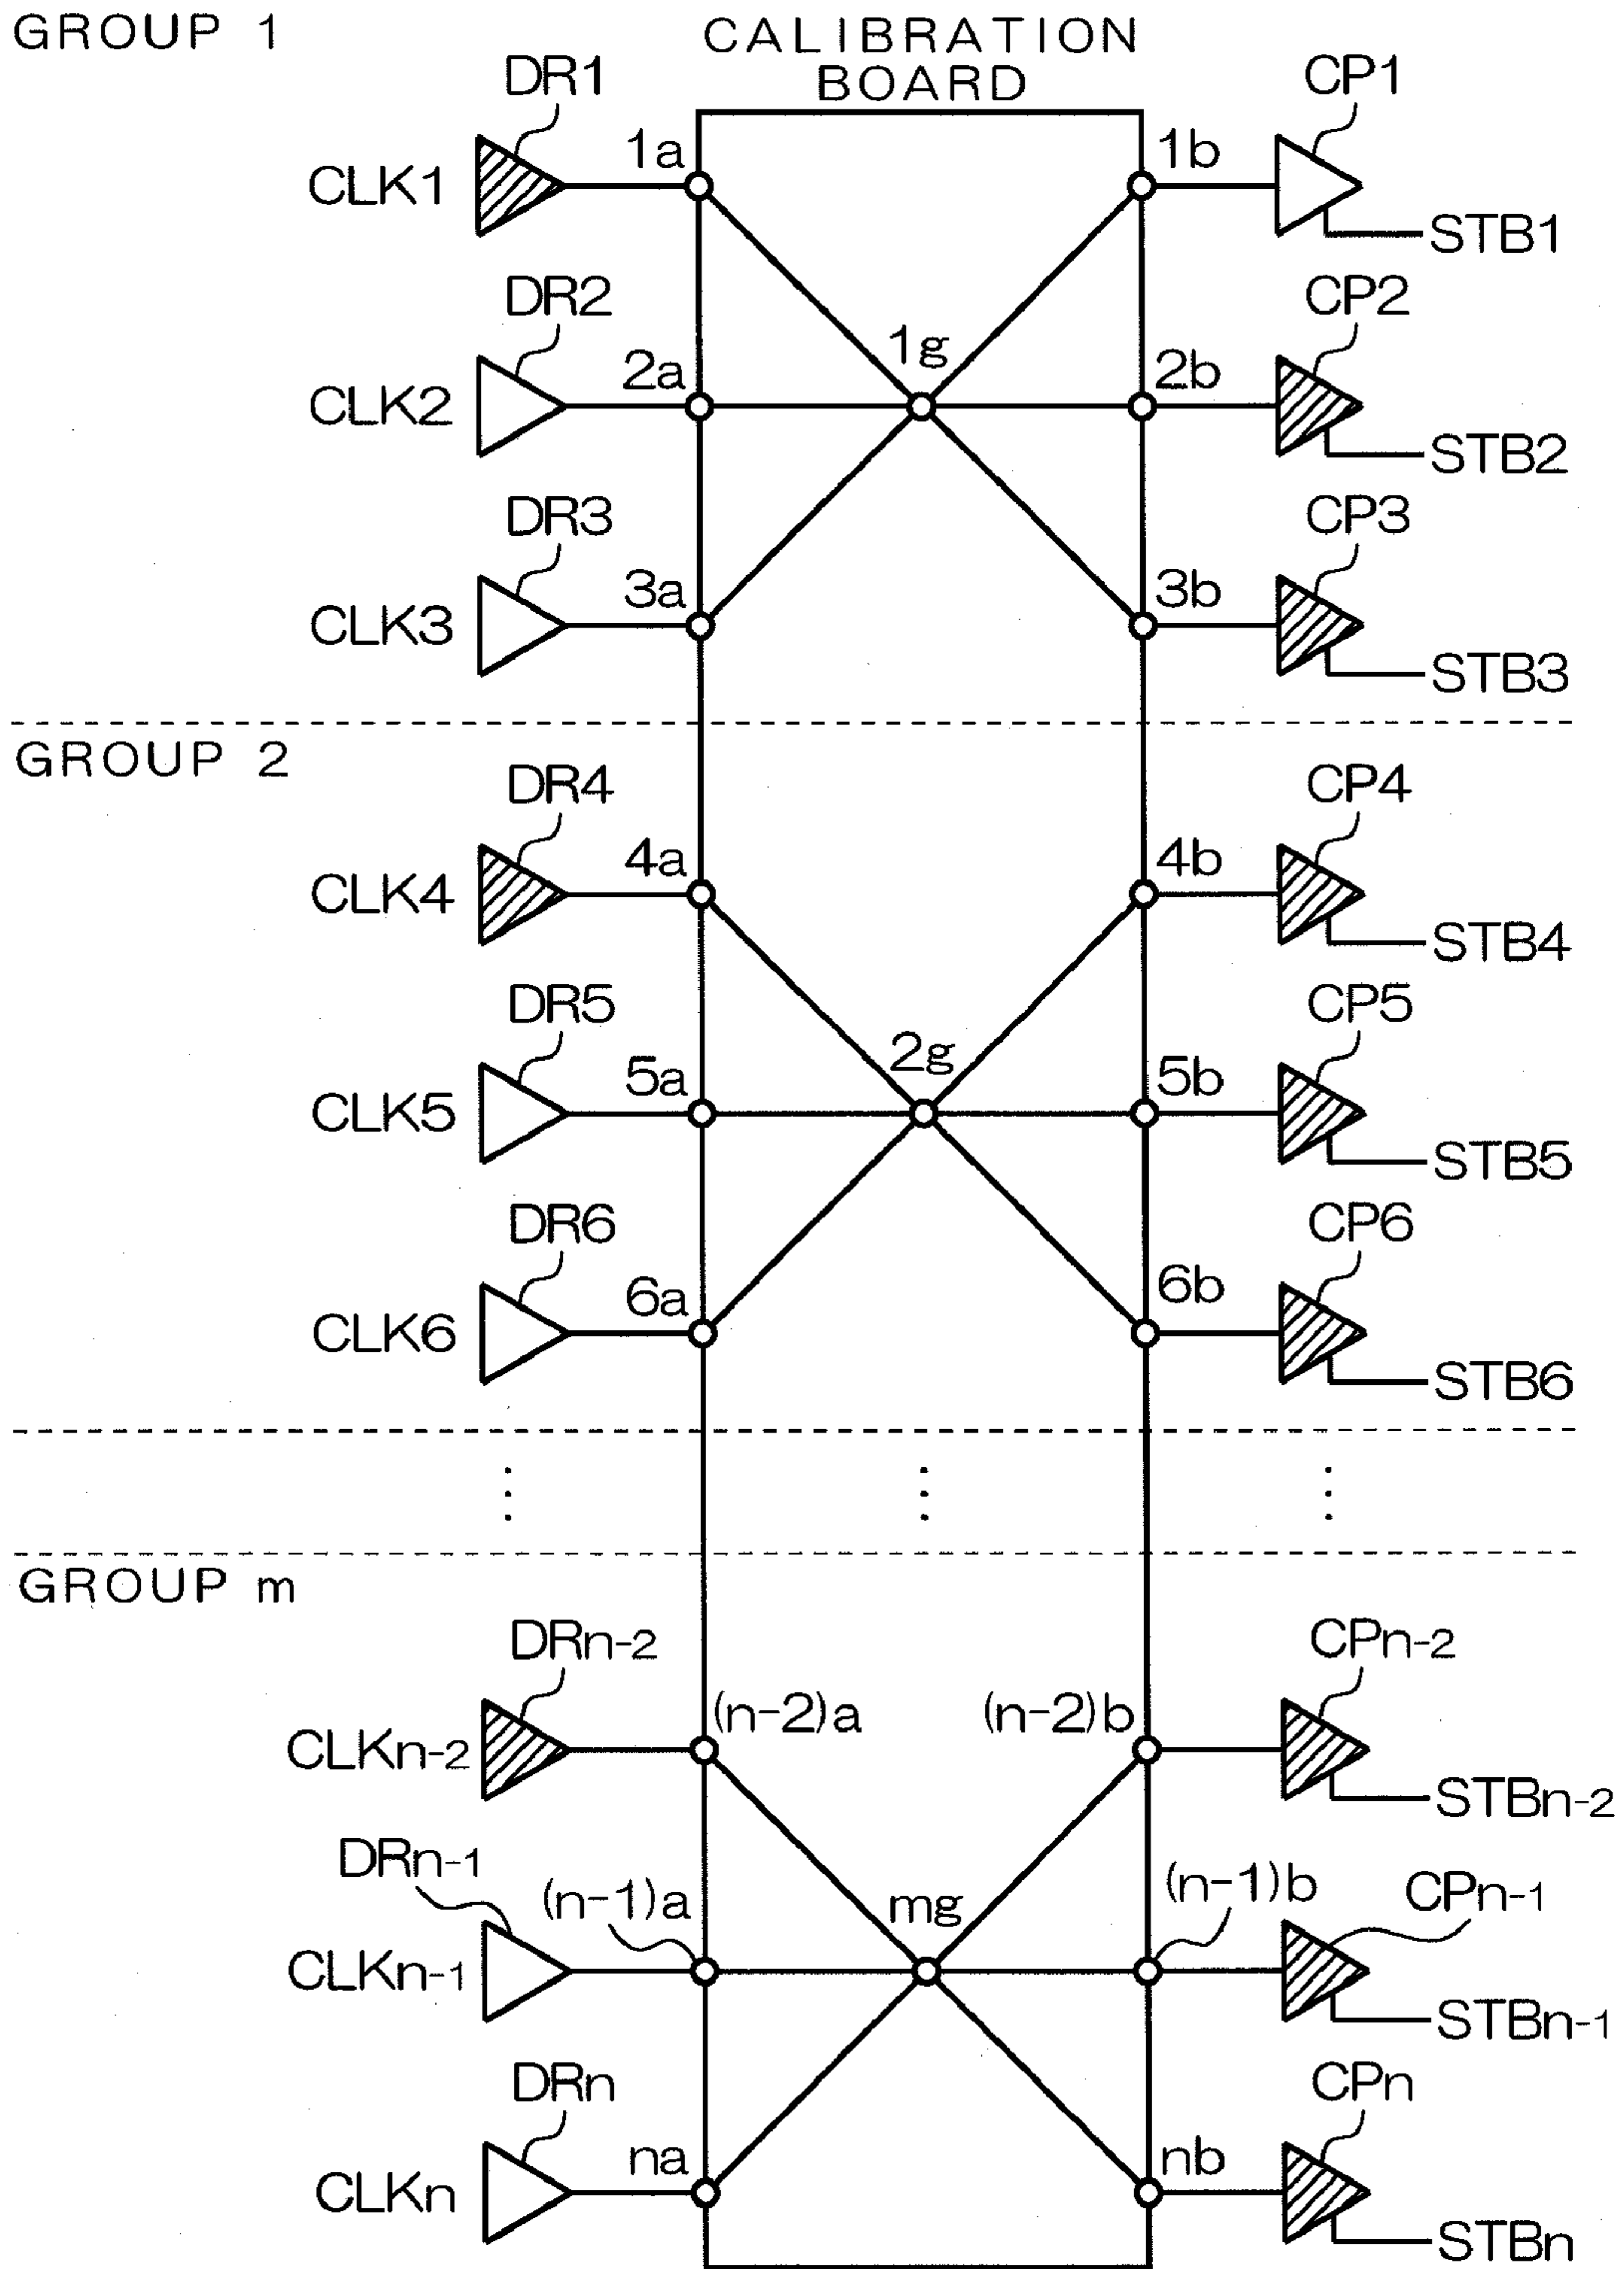 GROUP 1
CALIBRATION
BOARD
DR1
CP1
1a
1b
CLK1
STB1
DR2
CP2
1g
2a
2b
CLK2
STB2
DR3
CP3
3a
3b
CLK3
STB3
GROUP 2
DR4
CP4
4a
4b
CLK4
STB4
DR5
CP5
2g
5a
5b
CLK5
STB5
DR6
CP6
6a
6b
CLK6
STB6
GROUP m
DRn-2
CPn-2
(n-2)a
(n-2)b
CLKn-2
STBn-2
DRn-1
(n-1)a
mg
(n-1)b
CPn-1
CLKn-1
STBn-1
DRn
CPn
na
nb
CLKn
STBn